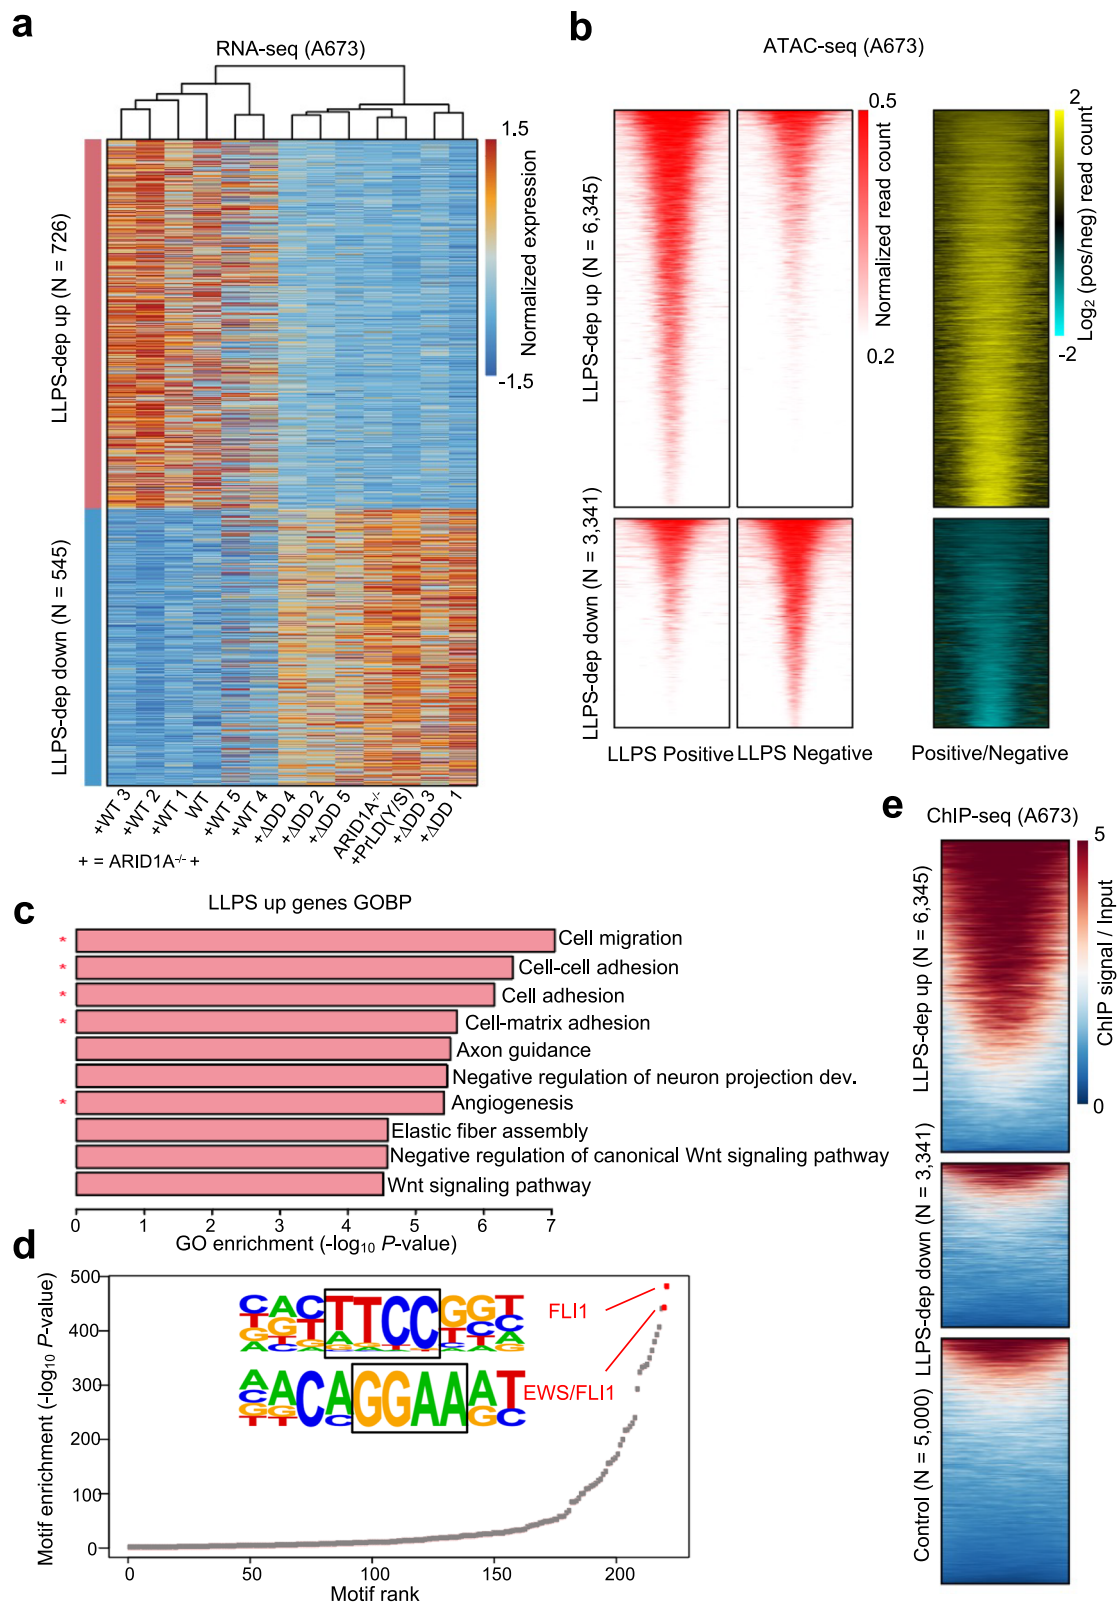 a
RNA-seq (A673)
1.5
Normalized expression
-1.5
LLPS-dep up (N = 726)
LLPS-dep down (N = 545)
+WT 3
+WT 2
+WT 1
WT
+WT 5
+WT 4
+ΔDD 4
+ΔDD 2
+ΔDD 5
ARID1A-/-
+PrLD(Y/S)
+ΔDD 3
+ΔDD 1
+ = ARID1A-/- +
b
ATAC-seq (A673)
0.5
Normalized read count
0.2
2
Log2 (pos/neg) read count
-2
LLPS-dep up (N = 6,345)
LLPS-dep down (N = 3,341)
LLPS Positive
LLPS Negative
Positive/Negative
c
LLPS up genes GOBP
* Cell migration
* Cell-cell adhesion
* Cell adhesion
* Cell-matrix adhesion
Axon guidance
Negative regulation of neuron projection dev.
* Angiogenesis
Elastic fiber assembly
Negative regulation of canonical Wnt signaling pathway
Wnt signaling pathway
0 1 2 3 4 5 6 7
GO enrichment (-log10 P-value)
d
Motif enrichment (-log10 P-value)
500
400
300
200
100
0
0 50 100 150 200
Motif rank
CACTTCCGGT
FLI1
AACAGGAAAT
EWS/FLI1
e
ChIP-seq (A673)
5
ChIP signal / Input
0
LLPS-dep up (N = 6,345)
LLPS-dep down (N = 3,341)
Control (N = 5,000)